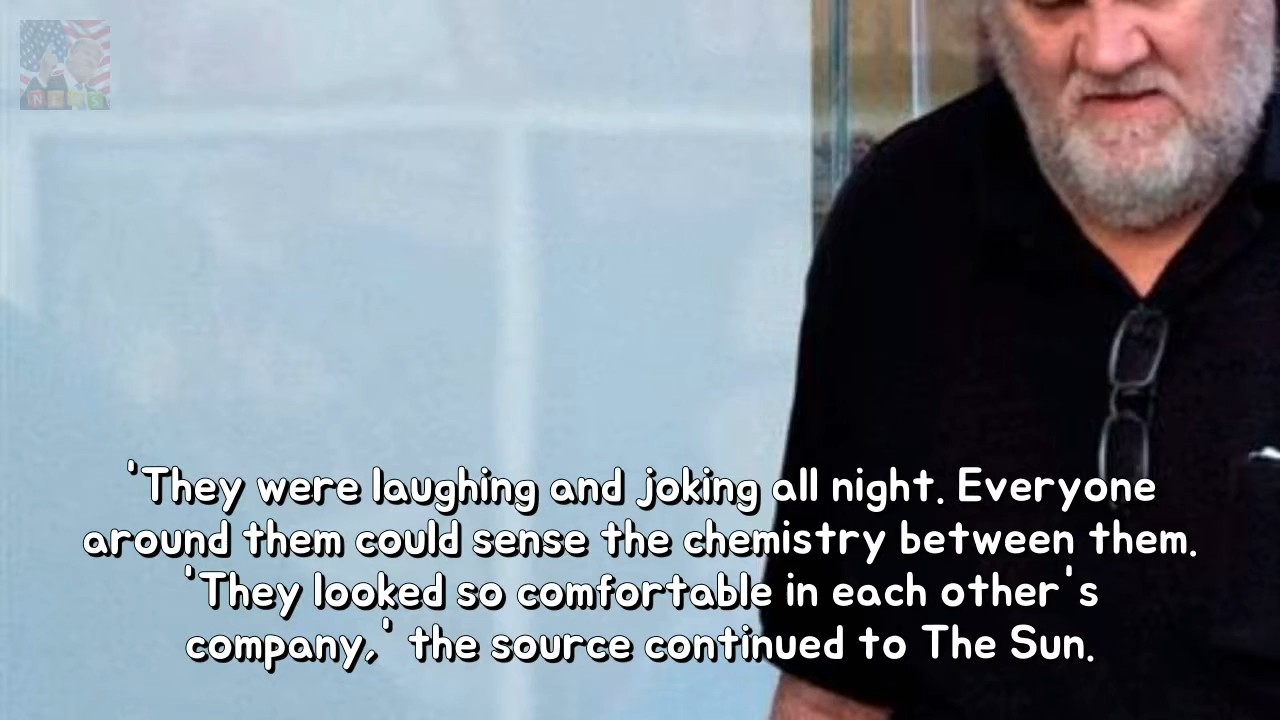 NEWS
'They were laughing and joking all night. Everyone
around them could sense the chemistry between them.
'They looked so comfortable in each other's
company,' the source continued to The Sun.